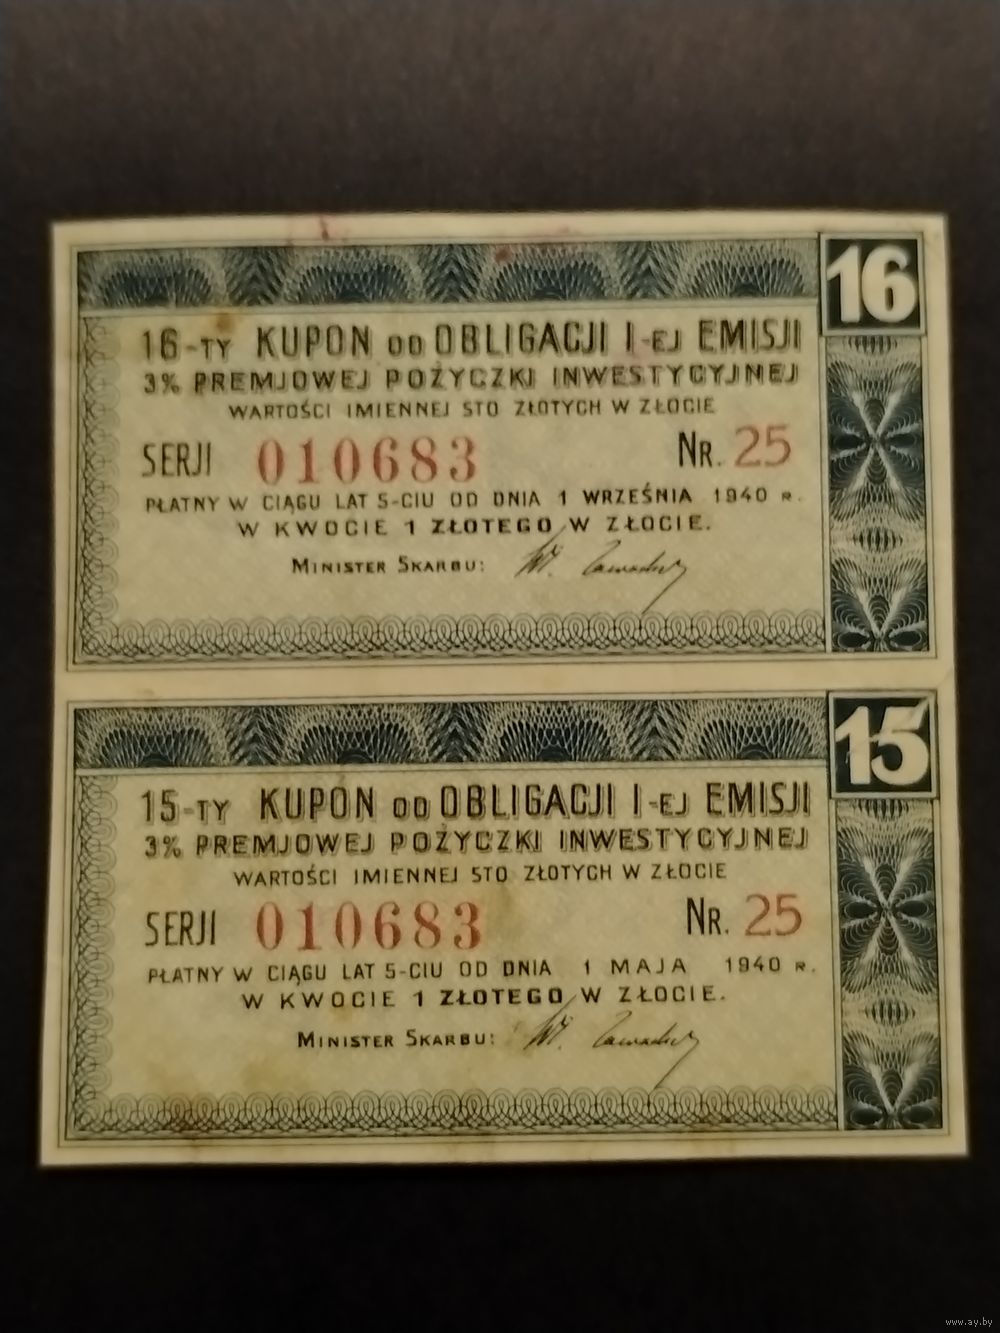 16
16-TY KUPON OD OBLIGACJI I-EJ EMISJI
3% PREMJOWEJ POŻYCZKI INWESTYCYJNEJ
WARTOŚCI IMIENNEJ STO ZŁOTYCH W ZŁOCIE
SERJI 010683 NR. 25
PŁATNY W CIĄGU LAT 5-CIU OD DNIA 1 WRZEŚNIA 1940 R.
W KWOCIE 1 ZŁOTEGO W ZŁOCIE.
MINISTER SKARBU:
15
15-TY KUPON OD OBLIGACJI I-EJ EMISJI
3% PREMJOWEJ POŻYCZKI INWESTYCYJNEJ
WARTOŚCI IMIENNEJ STO ZŁOTYCH W ZŁOCIE
SERJI 010683 NR. 25
PŁATNY W CIĄGU LAT 5-CIU OD DNIA 1 MAJA 1940 R.
W KWOCIE 1 ZŁOTEGO W ZŁOCIE.
MINISTER SKARBU:
www.ay.by